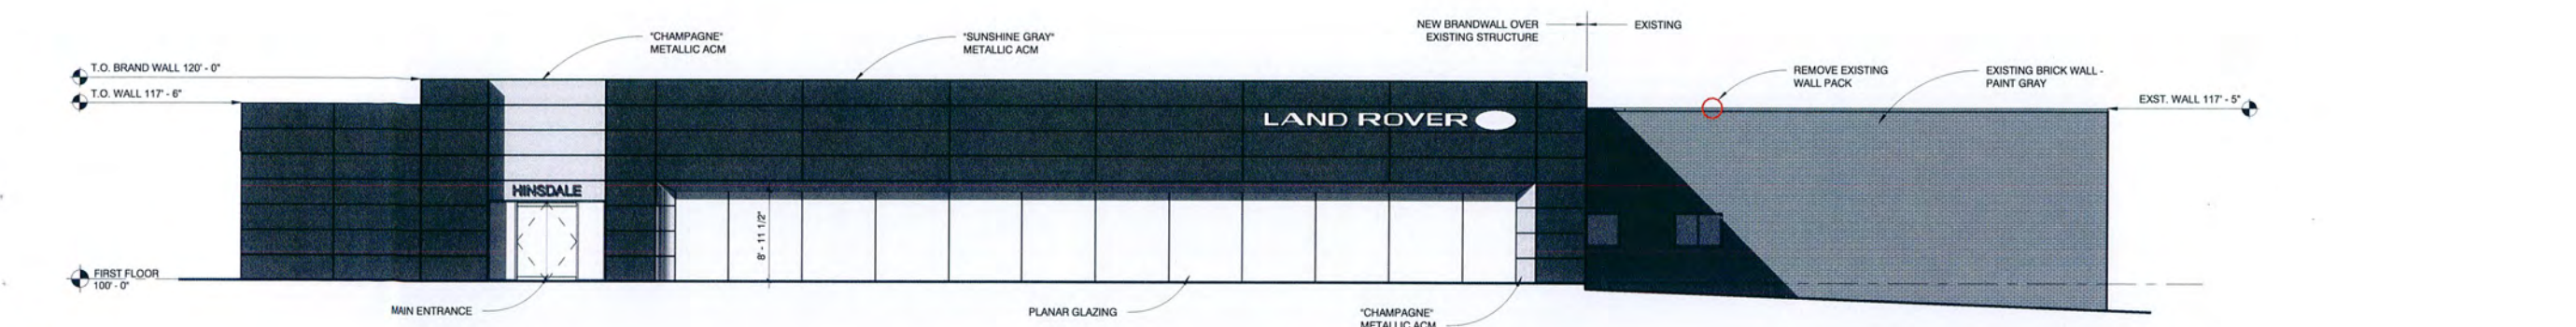 NEW BRANDWALL OVER
EXISTING STRUCTURE
EXISTING
"CHAMPAGNE"
METALLIC ACM
"SUNSHINE GRAY"
METALLIC ACM
T.O. BRAND WALL 120' - 0"
T.O. WALL 117' - 6"
REMOVE EXISTING
WALL PACK
EXISTING BRICK WALL -
PAINT GRAY
EXST. WALL 117' - 5"
LAND ROVER
HINSDALE
8' - 11 1/2"
FIRST FLOOR
100' - 0"
MAIN ENTRANCE
PLANAR GLAZING
"CHAMPAGNE"
METALLIC ACM